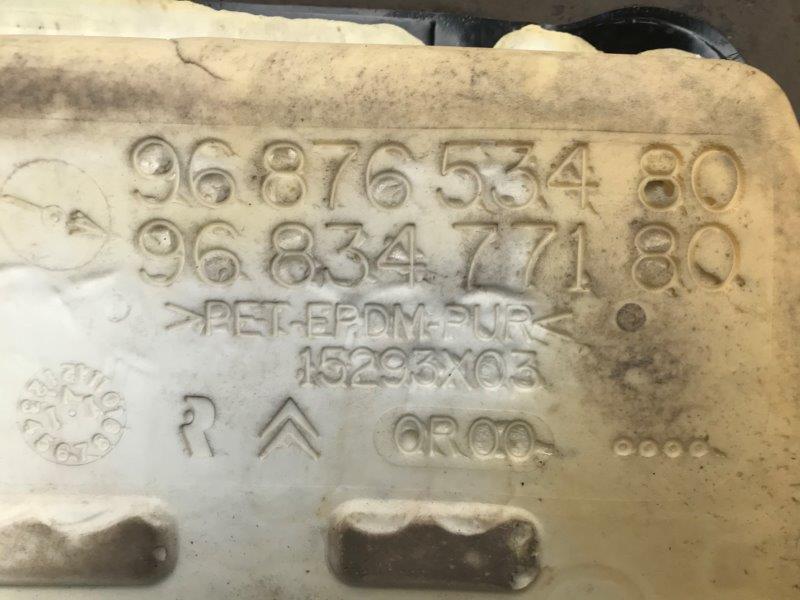 96 876 534 80
96 834 771 80
>PET-EPDM-PUR<
15293X03
0R00